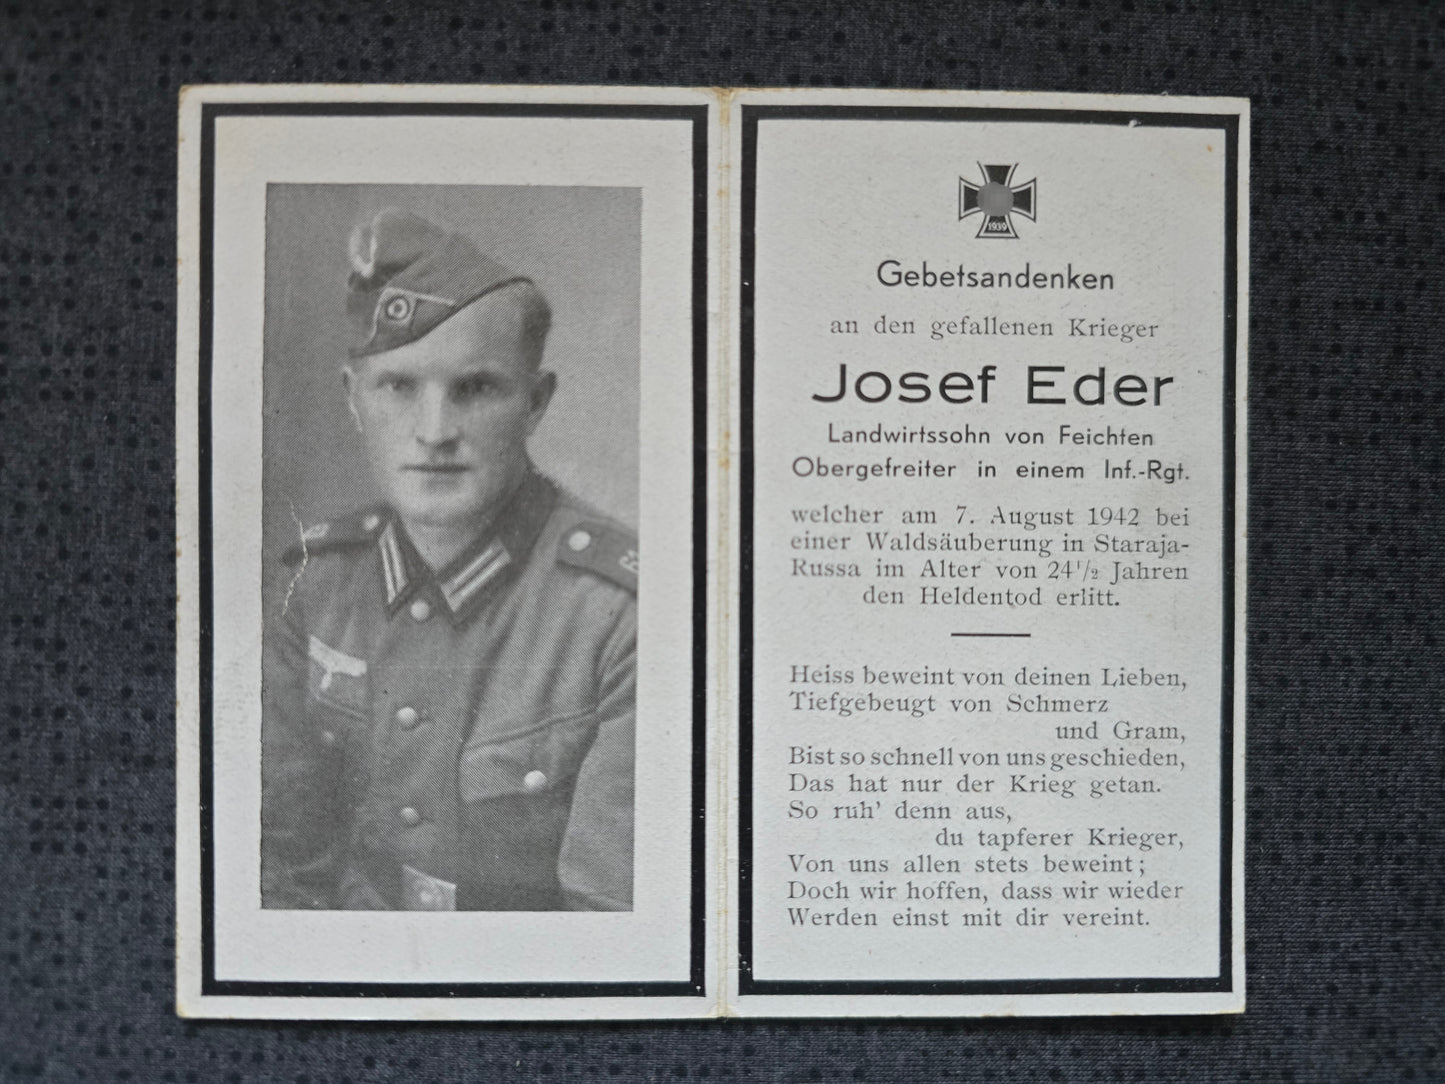 1939
Gebetsandenken
an den gefallenen Krieger
Josef Eder
Landwirtssohn von Feichten
Obergefreiter in einem Inf.-Rgt.
welcher am 7. August 1942 bei
einer Waldsäuberung in Staraja-
Russa im Alter von 24 1/2 Jahren
den Heldentod erlitt.
Heiss beweint von deinen Lieben,
Tiefgebeugt von Schmerz
und Gram,
Bist so schnell von uns geschieden,
Das hat nur der Krieg getan.
So ruh' denn aus,
du tapferer Krieger,
Von uns allen stets beweint;
Doch wir hoffen, dass wir wieder
Werden einst mit dir vereint.